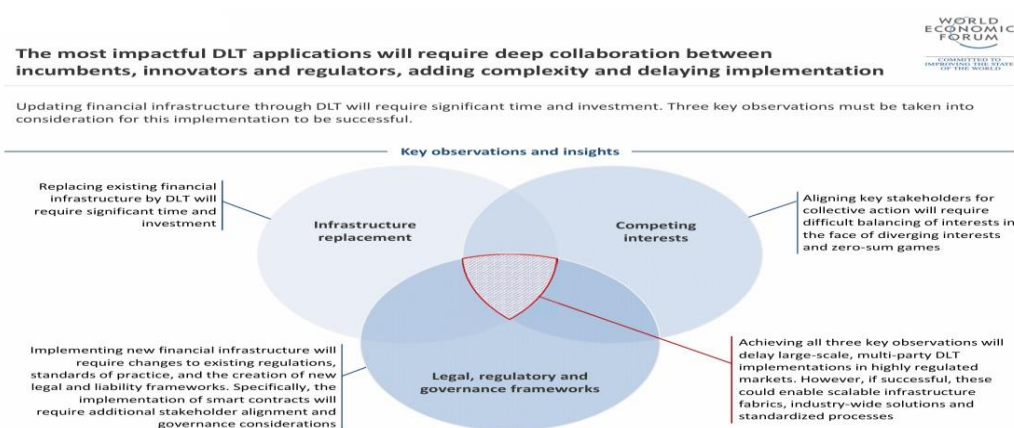 WORLD
ECONOMIC
FORUM
COMMITTED TO
IMPROVING THE STATE
OF THE WORLD
The most impactful DLT applications will require deep collaboration between
incumbents, innovators and regulators, adding complexity and delaying implementation
Updating financial infrastructure through DLT will require significant time and investment. Three key observations must be taken into
consideration for this implementation to be successful.
Key observations and insights
Replacing existing financial
infrastructure by DLT will
require significant time and
investment
Infrastructure
replacement
Competing
interests
Aligning key stakeholders for
collective action will require
difficult balancing of interests in
the face of diverging interests
and zero-sum games
Implementing new financial infrastructure will
require changes to existing regulations,
standards of practice, and the creation of new
legal and liability frameworks. Specifically, the
implementation of smart contracts will
require additional stakeholder alignment and
governance considerations
Legal, regulatory and
governance frameworks
Achieving all three key observations will
delay large-scale, multi-party DLT
implementations in highly regulated
markets. However, if successful, these
could enable scalable infrastructure
fabrics, industry-wide solutions and
standardized processes